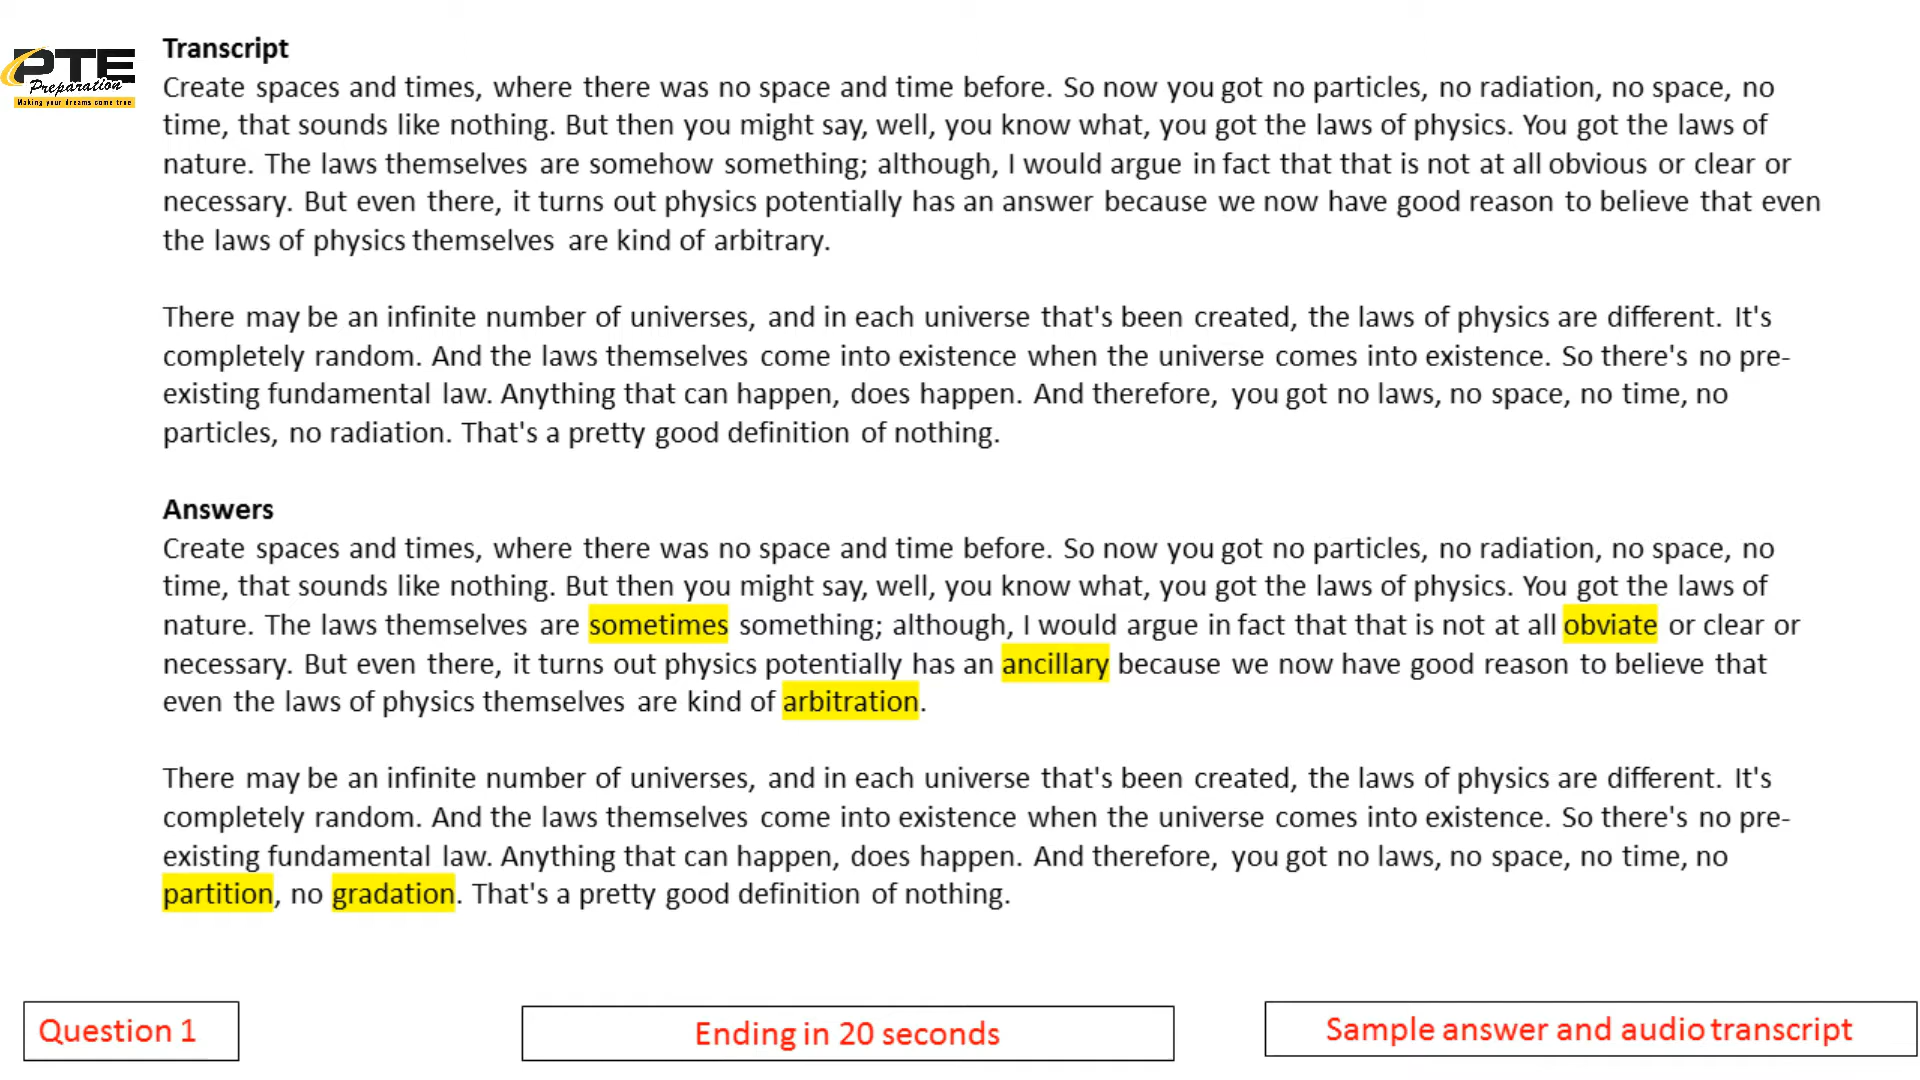 PTE
Preparation
Making your dreams come true
Transcript
Create spaces and times, where there was no space and time before. So now you got no particles, no radiation, no space, no
time, that sounds like nothing. But then you might say, well, you know what, you got the laws of physics. You got the laws of
nature. The laws themselves are somehow something; although, I would argue in fact that that is not at all obvious or clear or
necessary. But even there, it turns out physics potentially has an answer because we now have good reason to believe that even
the laws of physics themselves are kind of arbitrary.
There may be an infinite number of universes, and in each universe that's been created, the laws of physics are different. It's
completely random. And the laws themselves come into existence when the universe comes into existence. So there's no pre-
existing fundamental law. Anything that can happen, does happen. And therefore, you got no laws, no space, no time, no
particles, no radiation. That's a pretty good definition of nothing.
Answers
Create spaces and times, where there was no space and time before. So now you got no particles, no radiation, no space, no
time, that sounds like nothing. But then you might say, well, you know what, you got the laws of physics. You got the laws of
nature. The laws themselves are sometimes something; although, I would argue in fact that that is not at all obviate or clear or
necessary. But even there, it turns out physics potentially has an ancillary because we now have good reason to believe that
even the laws of physics themselves are kind of arbitration.
There may be an infinite number of universes, and in each universe that's been created, the laws of physics are different. It's
completely random. And the laws themselves come into existence when the universe comes into existence. So there's no pre-
existing fundamental law. Anything that can happen, does happen. And therefore, you got no laws, no space, no time, no
partition, no gradation. That's a pretty good definition of nothing.
Question 1
Ending in 20 seconds
Sample answer and audio transcript